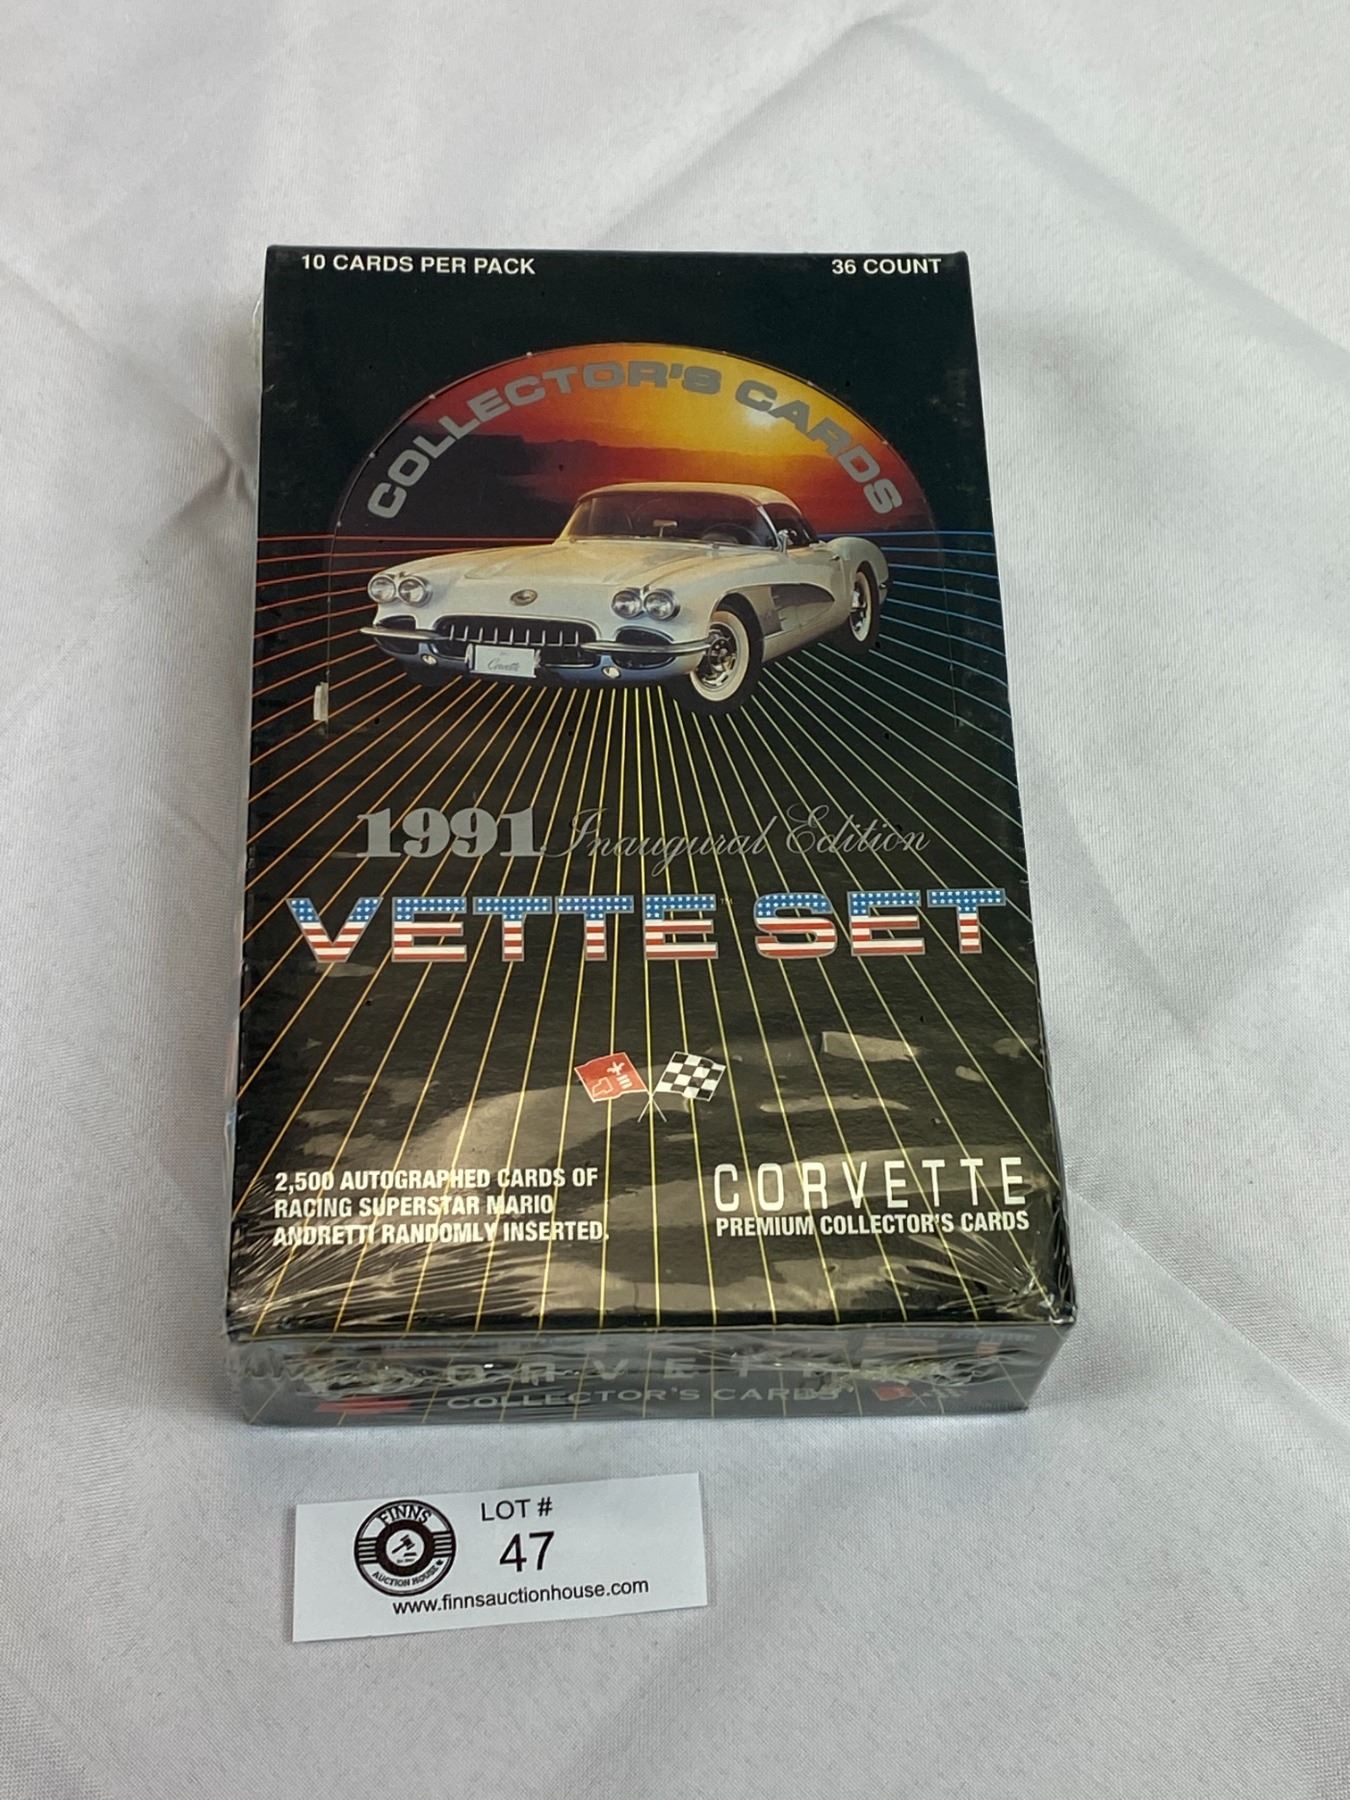 10 CARDS PER PACK
36 COUNT
COLLECTOR'S CARDS
Corvette
1991 Inaugural Edition
VETTE SET™
2,500 AUTOGRAPHED CARDS OF
RACING SUPERSTAR MARIO
ANDRETTI RANDOMLY INSERTED.
CORVETTE
PREMIUM COLLECTOR'S CARDS
CORVETTE
COLLECTOR'S CARDS
FINNS
AUCTION HOUSE
LOT #
47
www.finnsauctionhouse.com